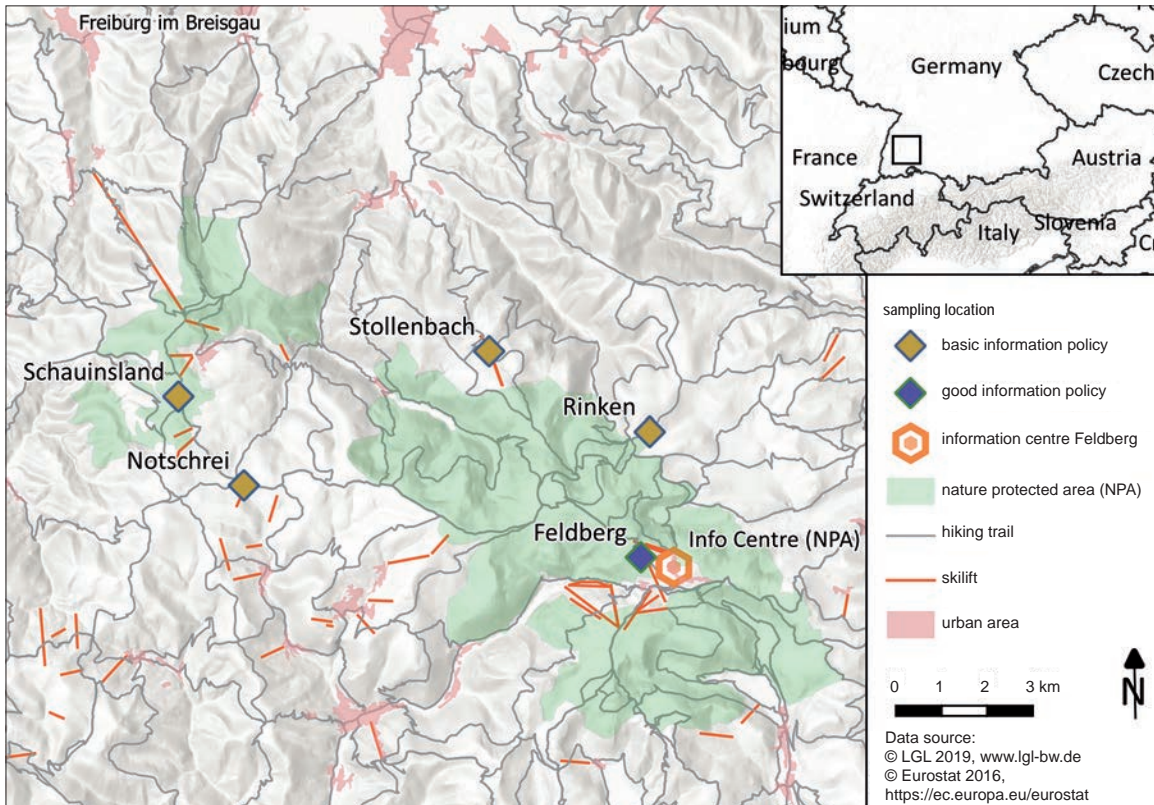 Freiburg im Breisgau
ium
bourg
Germany
Czech
France
Austria
Switzerland
Slovenia
Italy
Stollenbach
Schauinsland
Rinken
Notschrei
Feldberg
Info Centre (NPA)
sampling location
basic information policy
good information policy
information centre Feldberg
nature protected area (NPA)
hiking trail
skilift
urban area
0 1 2 3 km
N
Data source:
© LGL 2019, www.lgl-bw.de
© Eurostat 2016,
https://ec.europa.eu/eurostat